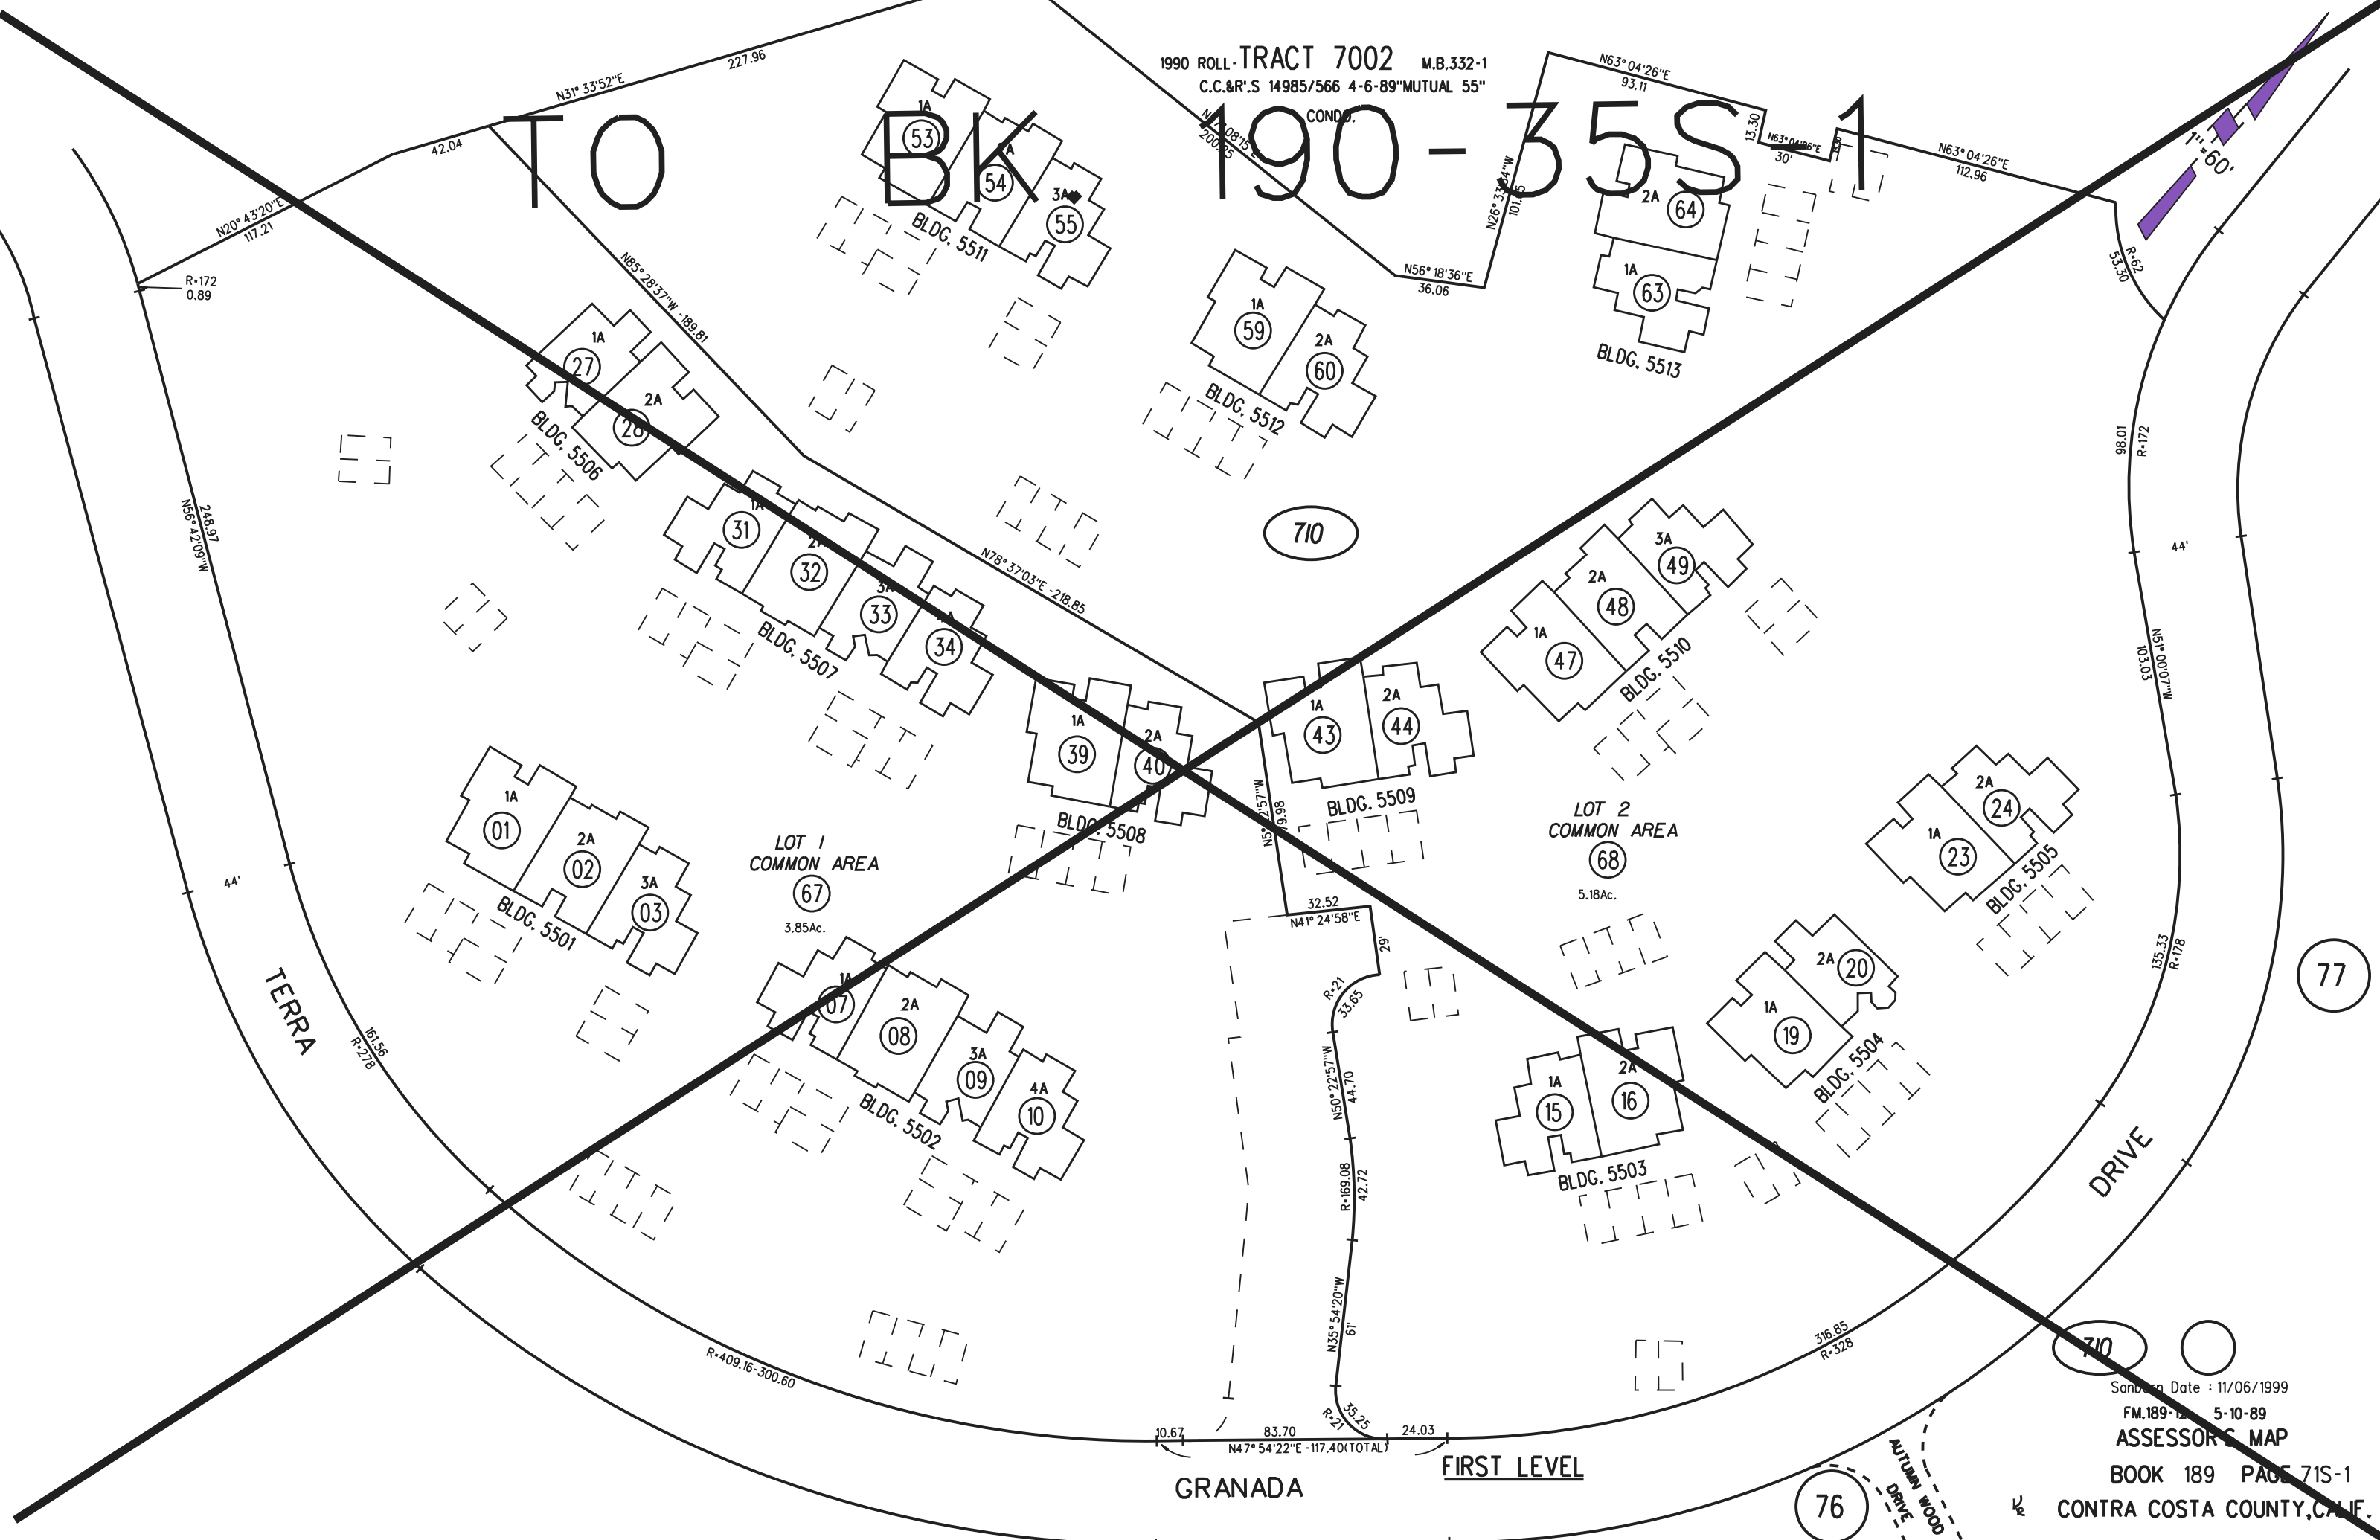 1990 ROLL-TRACT 7002 M.B.332-1
C.C.&R'.S 14985/566 4-6-89"MUTUAL 55"
CONDO.
TO BK 190-35S-1
1"=60'
227.96
N31° 33'52"E
42.04
N20° 43'20"E
117.21
R=172
0.89
N85° 28'37"W -189.81
200.25
N63° 04'26"E
93.11
13.30
N63°04'26"E
30'
N63° 04'26"E
112.96
N26° 33'54"W
101.65
N56° 18'36"E
36.06
R=62
53.30
1A
53
54
3A
55
BLDG. 5511
1A
59
2A
60
BLDG. 5512
2A
64
1A
63
BLDG. 5513
1A
27
2A
28
BLDG. 5506
1A
31
2A
32
3A
33
34
BLDG. 5507
N78° 37'03"E -218.85
710
98.01
R=172
44'
248.97
N56° 42'09"W
3A
49
2A
48
1A
47
BLDG. 5510
N51° 00'07"W
103.03
1A
39
2A
40
BLDG. 5508
1A
43
2A
44
BLDG. 5509
1A
01
2A
02
3A
03
BLDG. 5501
LOT 1
COMMON AREA
67
3.85Ac.
LOT 2
COMMON AREA
68
5.18Ac.
2A
24
1A
23
BLDG. 5505
44'
32.52
N41° 24'58"E
29'
R=21
33.65
1A
07
2A
08
3A
09
4A
10
BLDG. 5502
2A
20
1A
19
BLDG. 5504
135.33
R=178
77
TERRA
161.56
R=278
N50° 22'57"W
44.70
1A
15
2A
16
BLDG. 5503
R=169.08
42.72
DRIVE
N35° 54'20"W
61'
R=409.16-300.60
316.85
R=328
710
R=21
35.25
10.67
83.70
24.03
N47° 54'22"E -117.40(TOTAL)
GRANADA
FIRST LEVEL
Sanborn Date : 11/06/1999
5-10-89
ASSESSOR'S MAP
BOOK 189 PAGE 71S-1
CONTRA COSTA COUNTY,CALIF.
76
AUTUMN WOOD
DRIVE